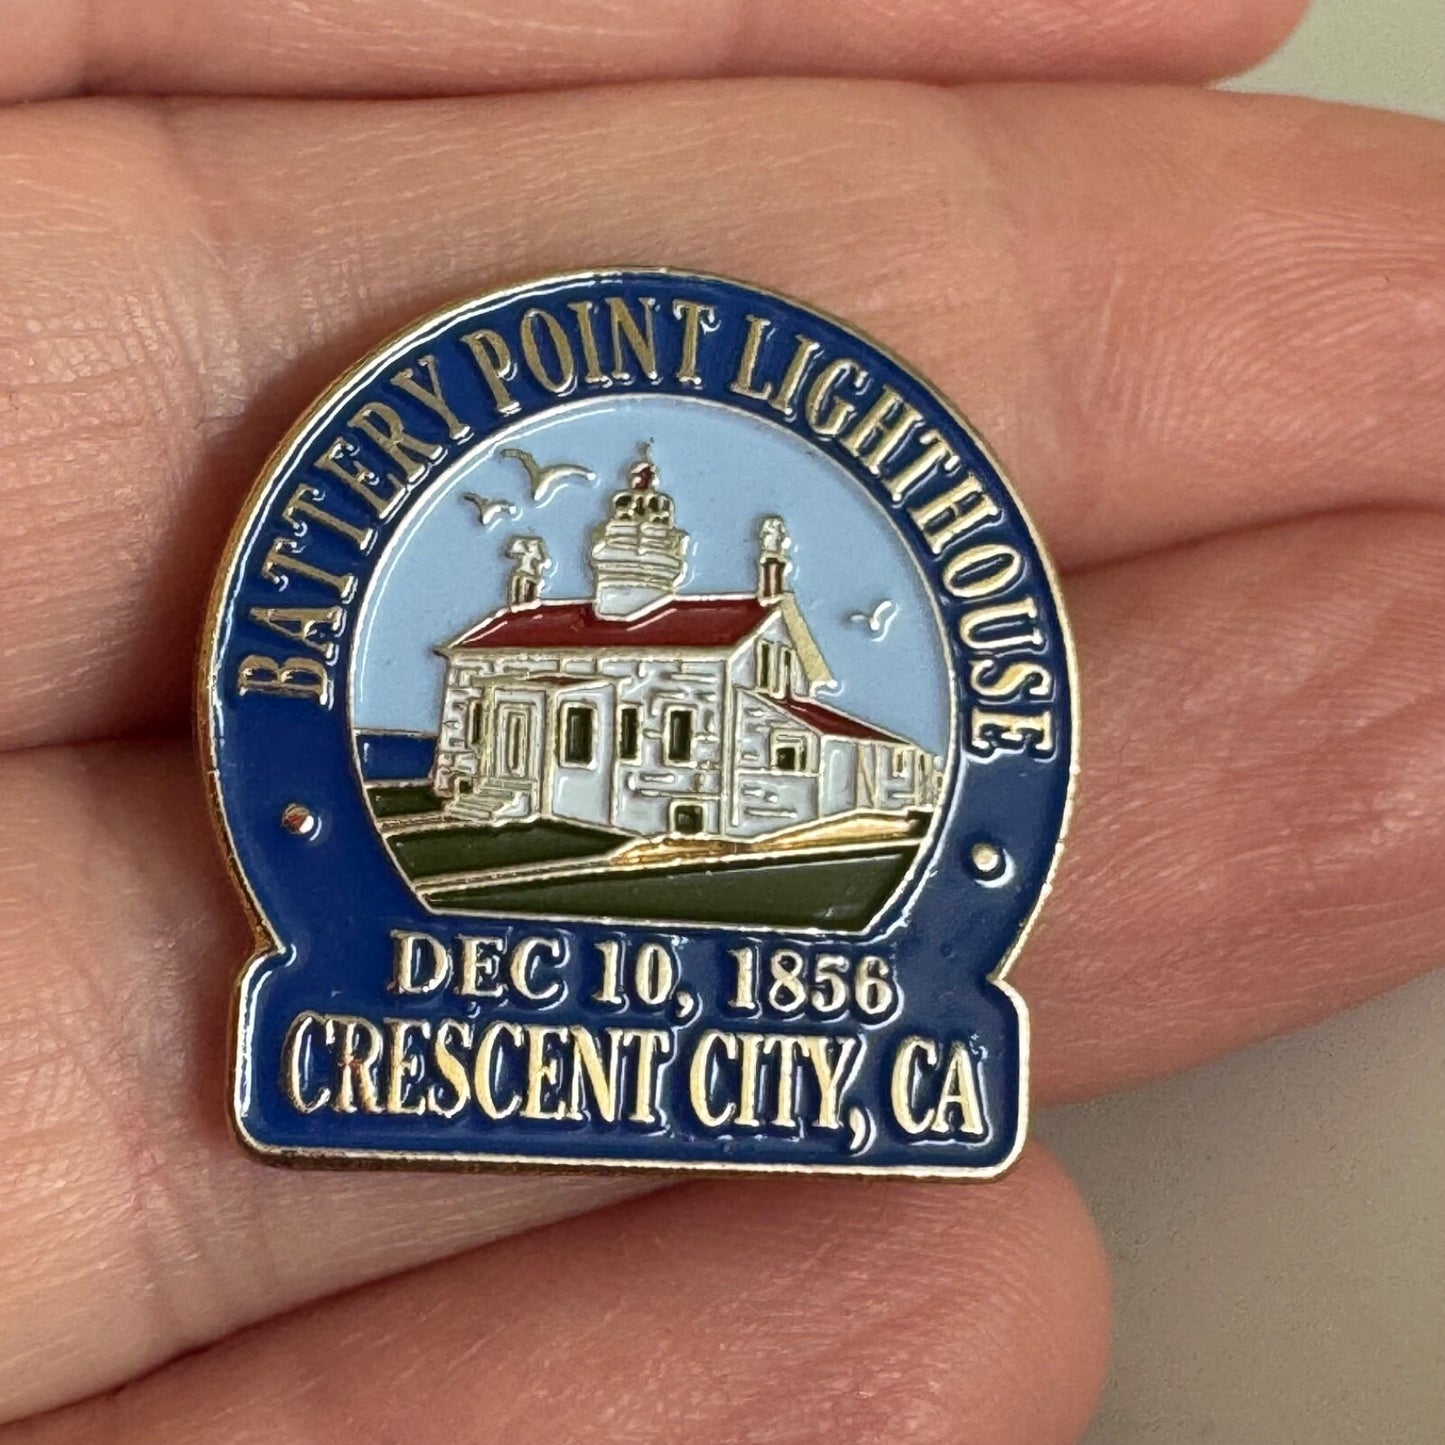 BATTERY POINT LIGHTHOUSE
DEC 10, 1856
CRESCENT CITY, CA